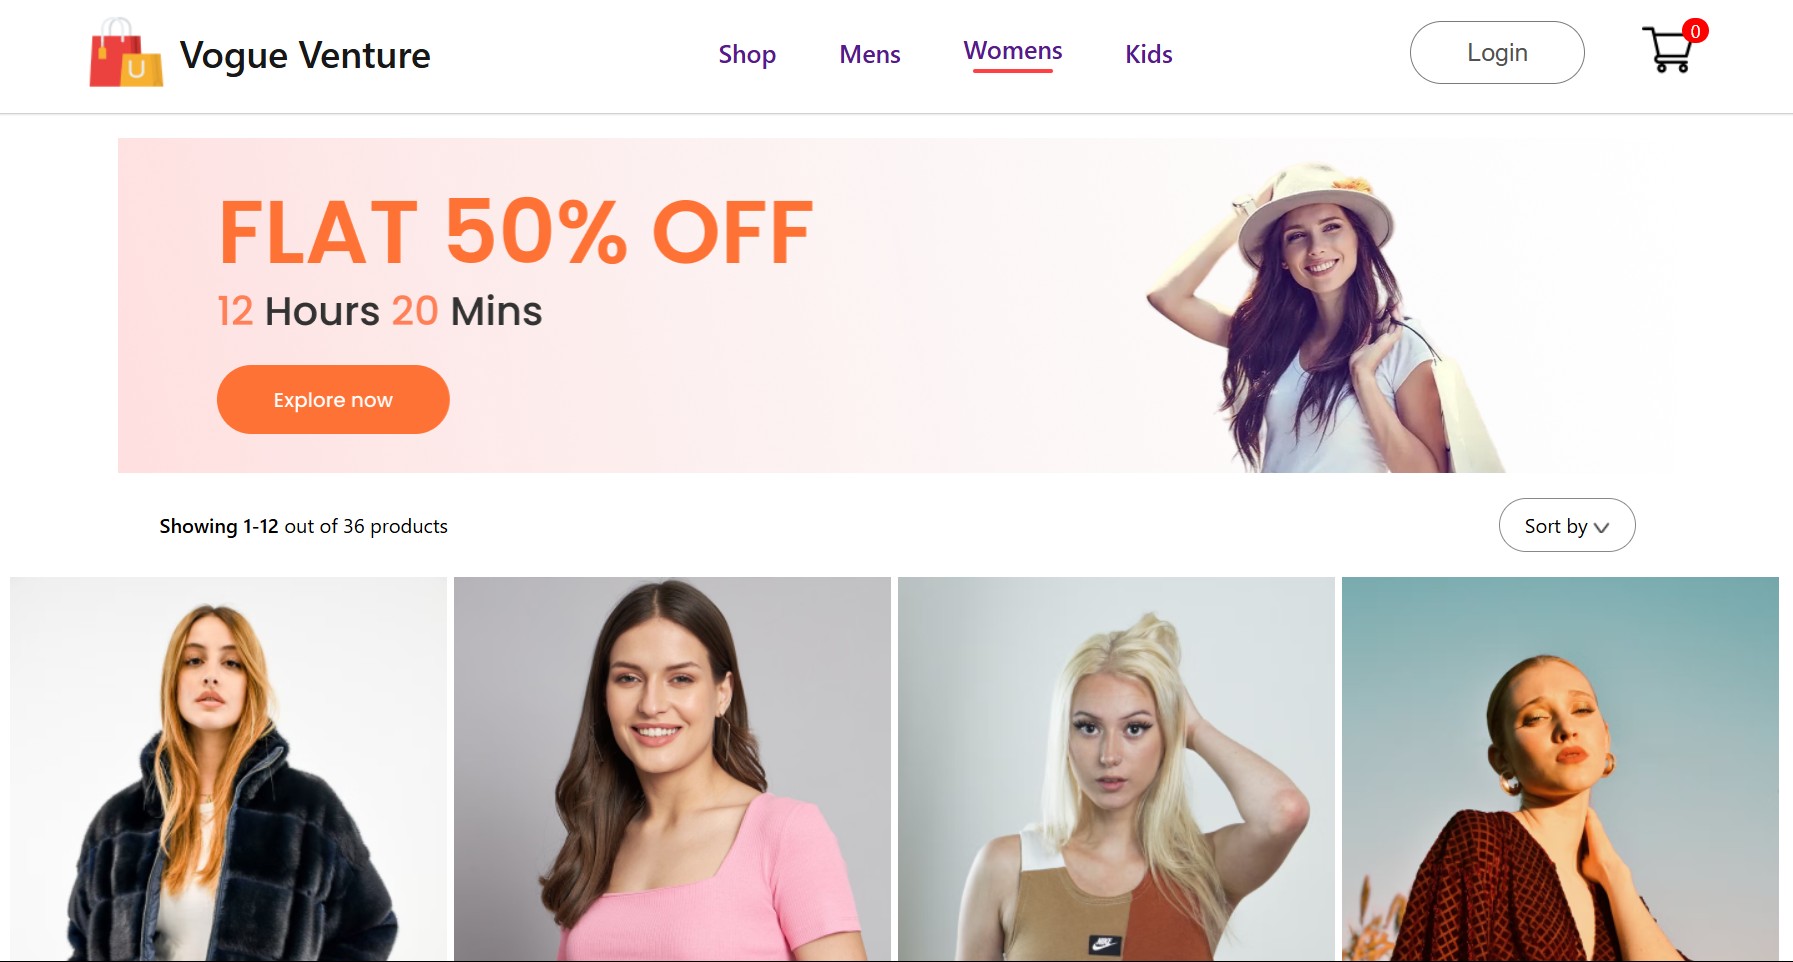 Vogue Venture
Shop
Mens
Womens
Kids
Login
0
FLAT 50% OFF
12 Hours 20 Mins
Explore now
Showing 1-12 out of 36 products
Sort by
U
NIKE